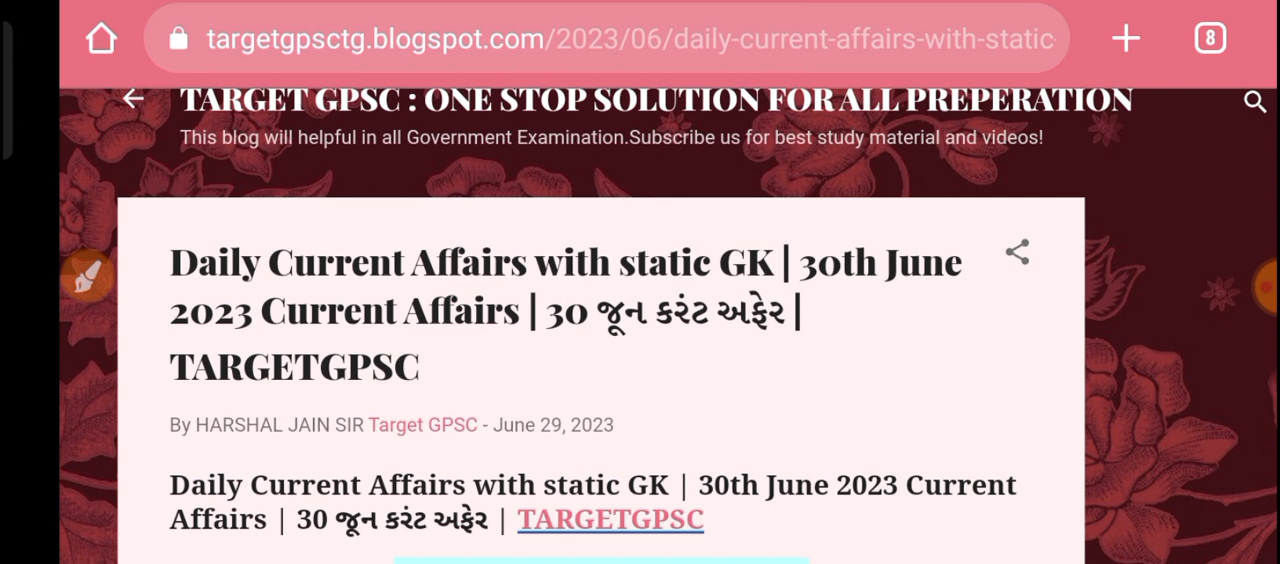 targetgpsctg.blogspot.com/2023/06/daily-current-affairs-with-static-
8
TARGET GPSC : ONE STOP SOLUTION FOR ALL PREPERATION
This blog will helpful in all Government Examination.Subscribe us for best study material and videos!
Daily Current Affairs with static GK | 30th June
2023 Current Affairs | 30 જૂન કરંટ અફેર |
TARGETGPSC
By HARSHAL JAIN SIR Target GPSC - June 29, 2023
Daily Current Affairs with static GK | 30th June 2023 Current
Affairs | 30 જૂન કરંટ અફેર | TARGETGPSC